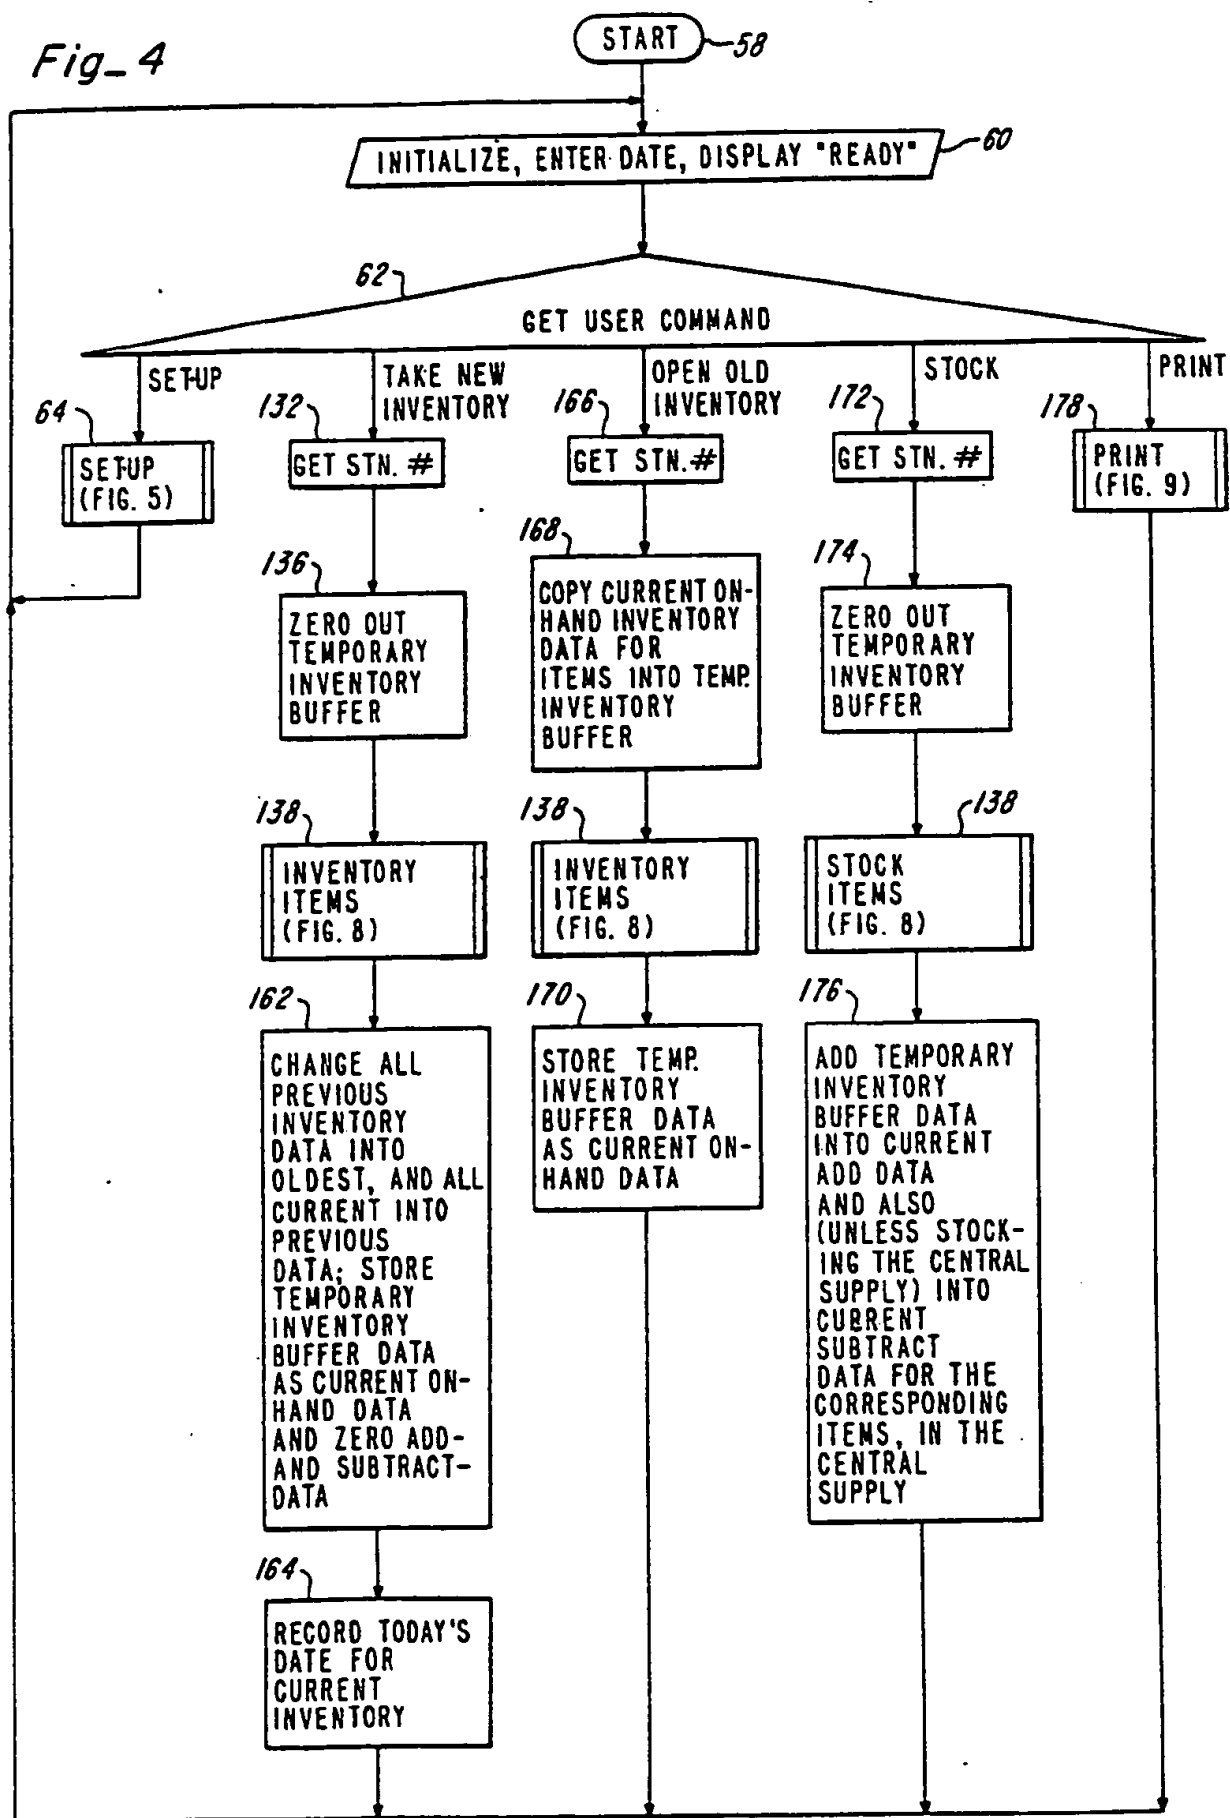 Fig_4
START
58
INITIALIZE, ENTER DATE, DISPLAY "READY"
60
62
GET USER COMMAND
SET-UP
64
SET-UP
(FIG. 5)
TAKE NEW
INVENTORY
132
GET STN. #
136
ZERO OUT
TEMPORARY
INVENTORY
BUFFER
138
INVENTORY
ITEMS
(FIG. 8)
162
CHANGE ALL
PREVIOUS
INVENTORY
DATA INTO
OLDEST, AND ALL
CURRENT INTO
PREVIOUS
DATA; STORE
TEMPORARY
INVENTORY
BUFFER DATA
AS CURRENT ON-
HAND DATA
AND ZERO ADD-
AND SUBTRACT-
DATA
164
RECORD TODAY'S
DATE FOR
CURRENT
INVENTORY
OPEN OLD
INVENTORY
166
GET STN. #
168
COPY CURRENT ON-
HAND INVENTORY
DATA FOR
ITEMS INTO TEMP.
INVENTORY
BUFFER
138
INVENTORY
ITEMS
(FIG. 8)
170
STORE TEMP.
INVENTORY
BUFFER DATA
AS CURRENT ON-
HAND DATA
STOCK
172
GET STN. #
174
ZERO OUT
TEMPORARY
INVENTORY
BUFFER
138
STOCK
ITEMS
(FIG. 8)
176
ADD TEMPORARY
INVENTORY
BUFFER DATA
INTO CURRENT
ADD DATA
AND ALSO
(UNLESS STOCK-
ING THE CENTRAL
SUPPLY) INTO
CURRENT
SUBTRACT
DATA FOR THE
CORRESPONDING
ITEMS, IN THE
CENTRAL
SUPPLY
PRINT
178
PRINT
(FIG. 9)